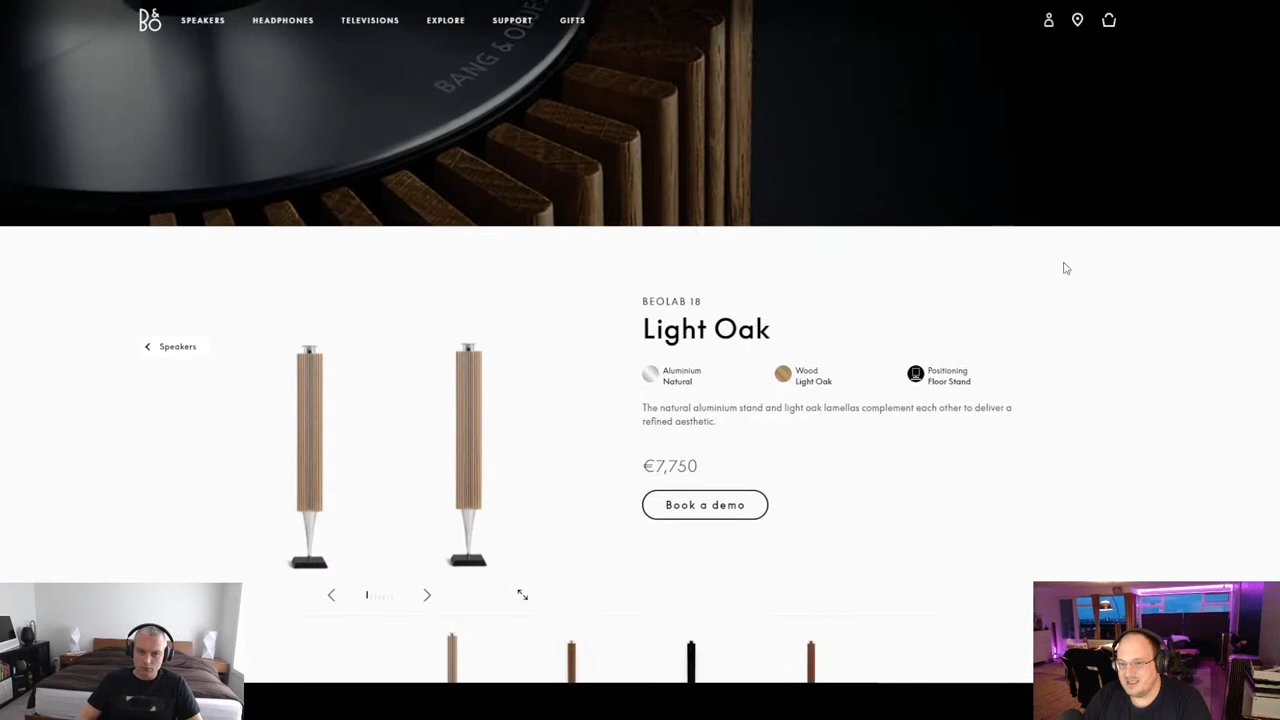 B&O SPEAKERS HEADPHONES TELEVISIONS EXPLORE SUPPORT GIFTS
BANG & OLUFSEN
BEOLAB 18
Light Oak
Speakers
Aluminium
Natural
Wood
Light Oak
Positioning
Floor Stand
The natural aluminium stand and light oak lamellas complement each other to deliver a
refined aesthetic.
€7,750
Book a demo